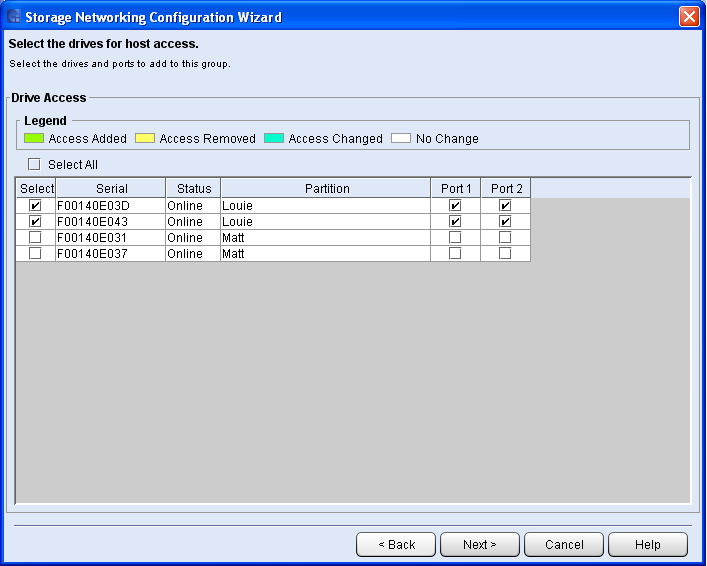 Storage Networking Configuration Wizard
Select the drives for host access.
Select the drives and ports to add to this group.
Drive Access
Legend
Access Added Access Removed Access Changed No Change
Select All
Select Serial Status Partition Port 1 Port 2
F00140E03D Online Louie
F00140E043 Online Louie
F00140E031 Online Matt
F00140E037 Online Matt
< Back Next > Cancel Help